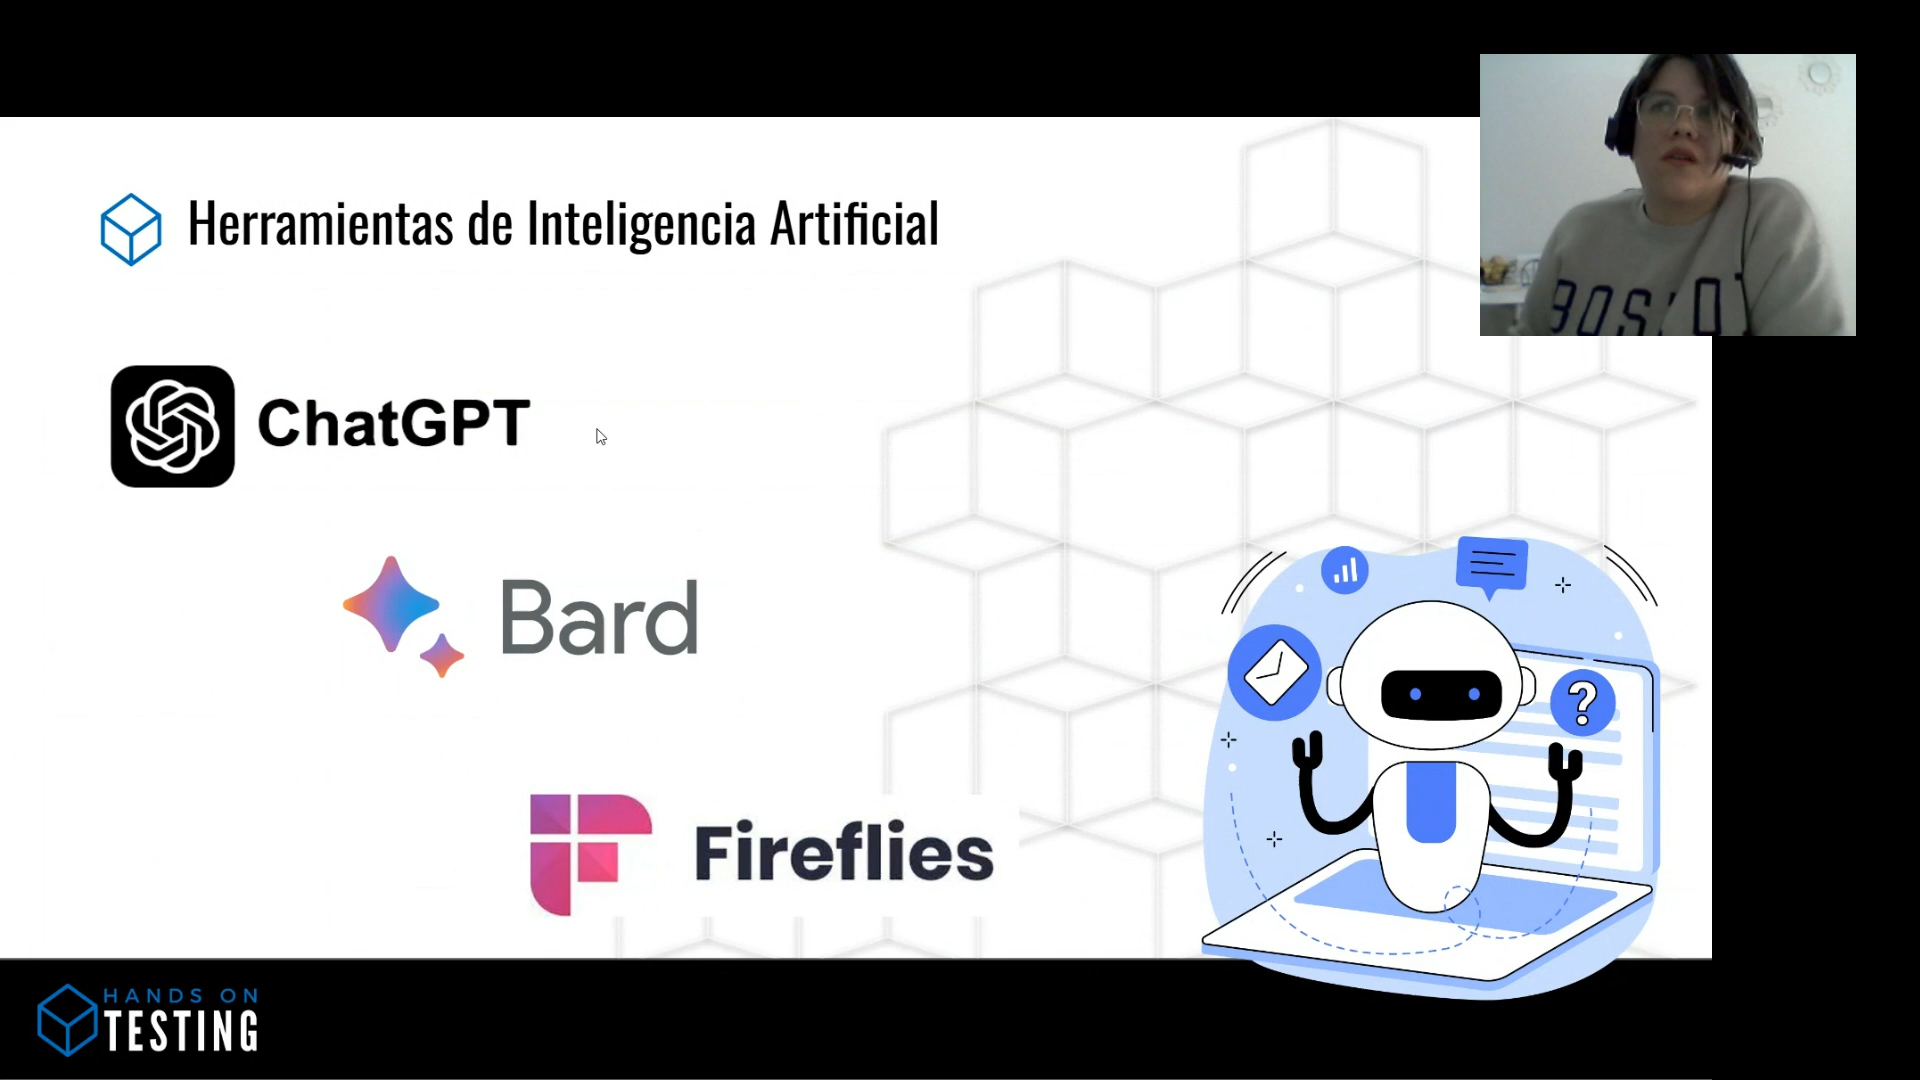 Herramientas de Inteligencia Artificial
ChatGPT
Bard
Fireflies
?
HANDS ON
TESTING